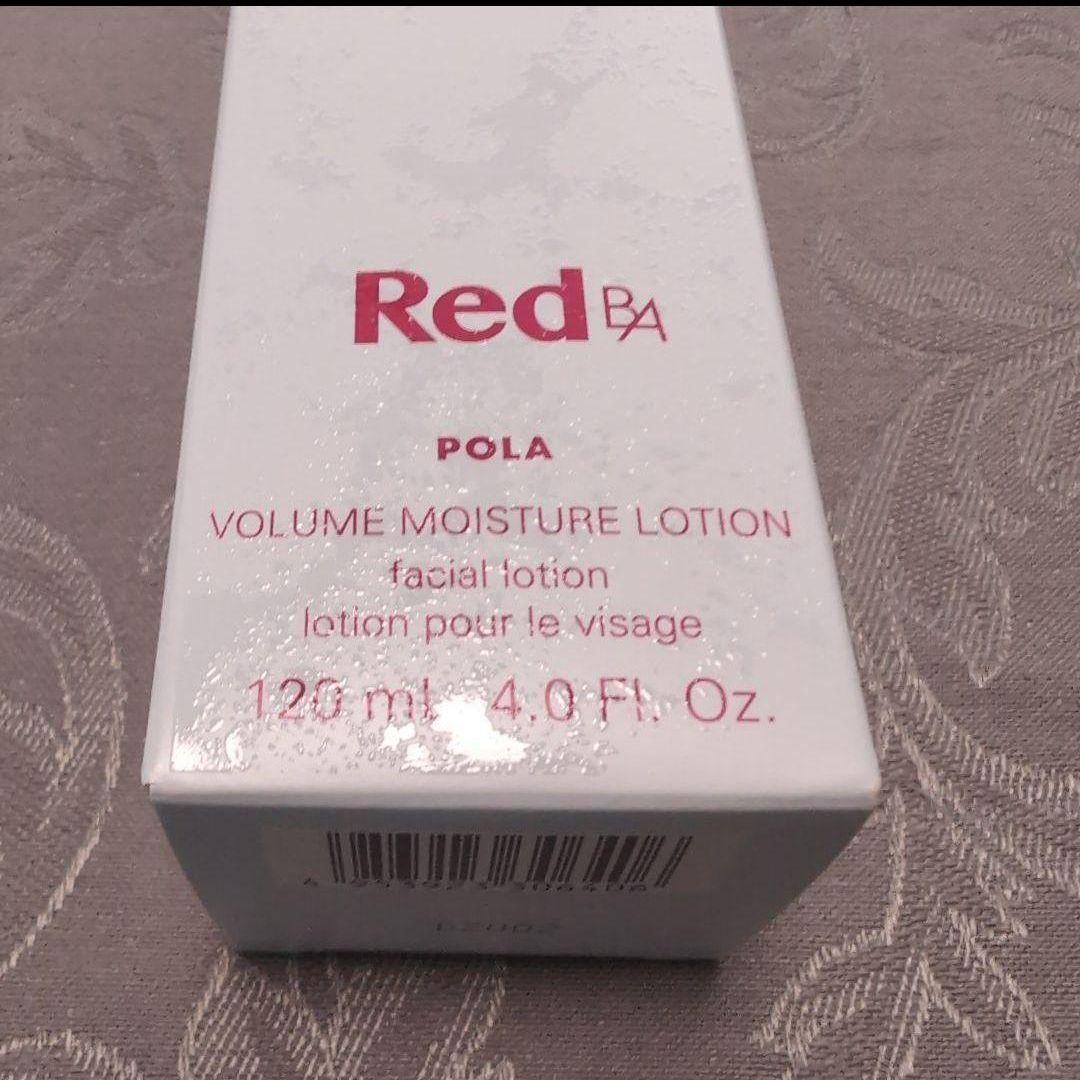 Red BA
POLA
VOLUME MOISTURE LOTION
facial lotion
lotion pour le visage
120 ml 4.0 Fl. Oz.